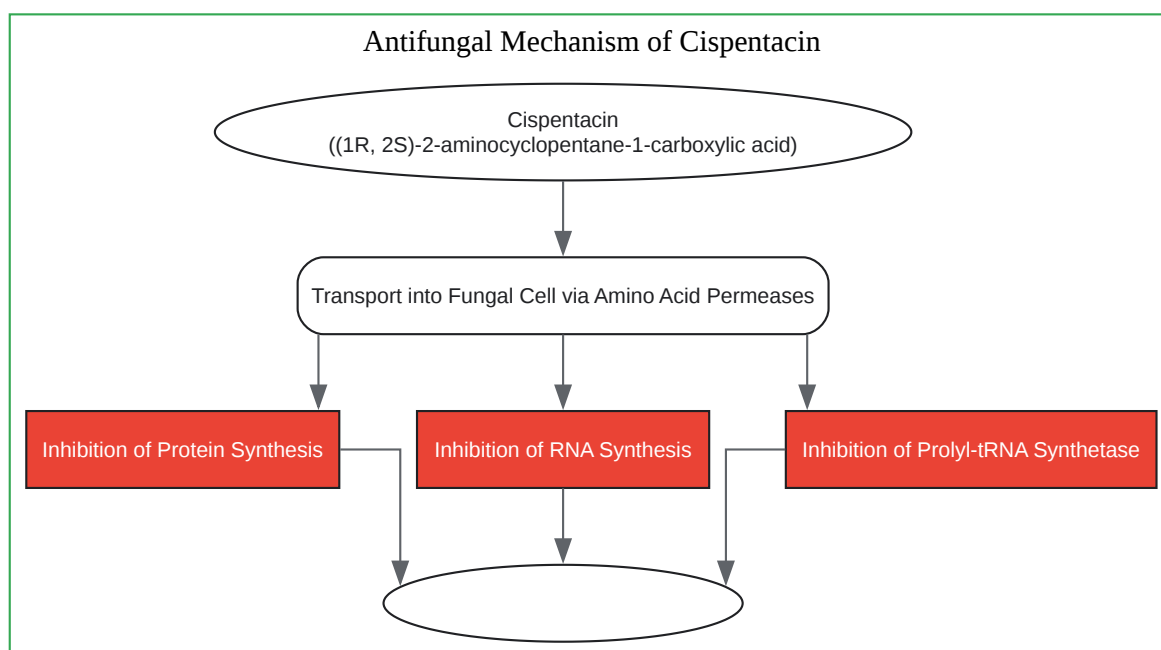 Antifungal Mechanism of Cispentacin
Cispentacin
((1R, 2S)-2-aminocyclopentane-1-carboxylic acid)
Transport into Fungal Cell via Amino Acid Permeases
Inhibition of Protein Synthesis
Inhibition of RNA Synthesis
Inhibition of Prolyl-tRNA Synthetase